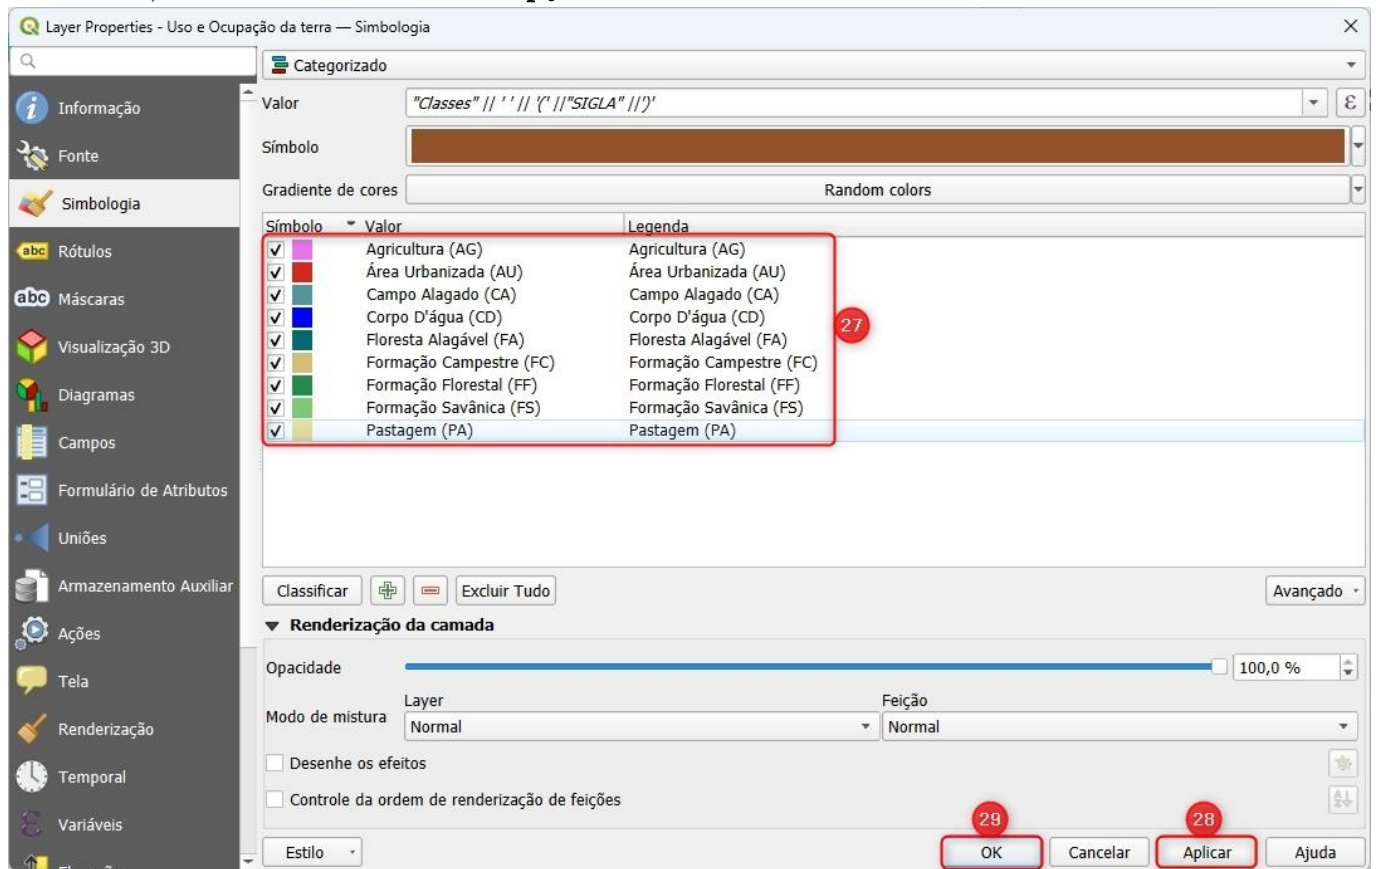 Layer Properties - Uso e Ocupação da terra — Simbologia
Categorizado
Informação
Valor
"Classes" // ' ' // '(' //"SIGLA" //')'
ε
Fonte
Símbolo
Simbologia
Gradiente de cores
Random colors
Símbolo Valor Legenda
Agricultura (AG) Agricultura (AG)
abc Rótulos
Área Urbanizada (AU) Área Urbanizada (AU)
abc Máscaras
Campo Alagado (CA) Campo Alagado (CA)
Corpo D'água (CD) Corpo D'água (CD)
27
Visualização 3D
Floresta Alagável (FA) Floresta Alagável (FA)
Formação Campestre (FC) Formação Campestre (FC)
Diagramas
Formação Florestal (FF) Formação Florestal (FF)
Formação Savânica (FS) Formação Savânica (FS)
Pastagem (PA) Pastagem (PA)
Campos
Formulário de Atributos
Uniões
Armazenamento Auxiliar
Classificar
Excluir Tudo
Avançado
Ações
Renderização da camada
Tela
Opacidade
100,0 %
Layer Feição
Modo de mistura
Normal Normal
Renderização
Desenhe os efeitos
Temporal
Controle da ordem de renderização de feições
Variáveis
29 28
Estilo
OK Cancelar Aplicar Ajuda